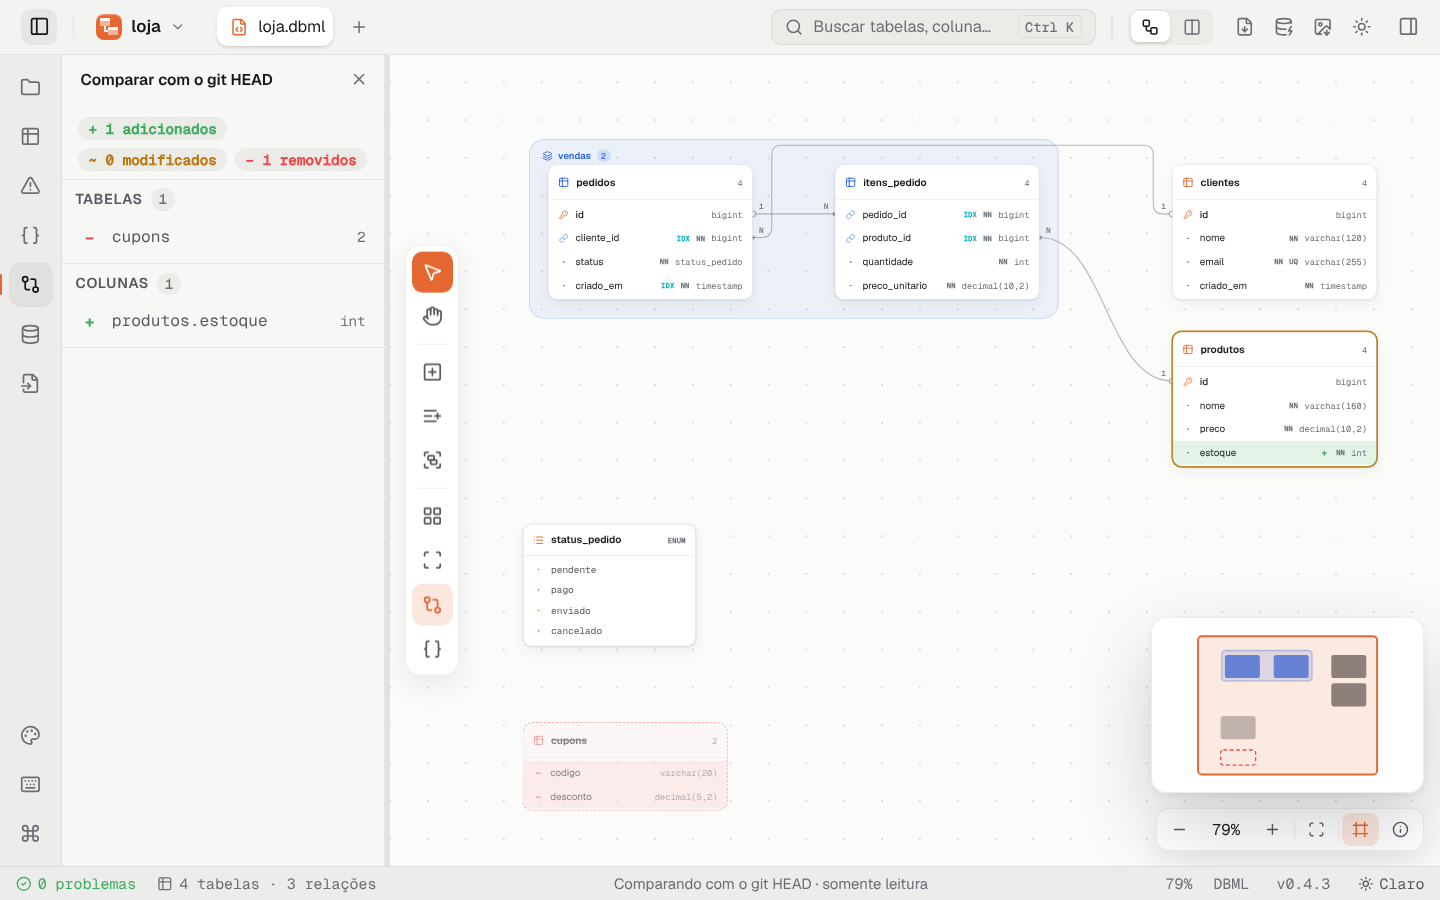 loja
loja.dbml
Buscar tabelas, coluna...
Ctrl K
Comparar com o git HEAD
+ 1 adicionados
~ 0 modificados
− 1 removidos
TABELAS 1
− cupons 2
COLUNAS 1
+ produtos.estoque int
vendas 2
pedidos 4
id bigint
cliente_id IDX NN bigint
status NN status_pedido
criado_em IDX NN timestamp
1 N
N
itens_pedido 4
pedido_id IDX NN bigint
produto_id IDX NN bigint
quantidade NN int
preco_unitario NN decimal(10,2)
N
1
clientes 4
id bigint
nome NN varchar(120)
email NN UQ varchar(255)
criado_em NN timestamp
1
produtos 4
id bigint
nome NN varchar(160)
preco NN decimal(10,2)
estoque + NN int
status_pedido ENUM
pendente
pago
enviado
cancelado
cupons 2
− codigo varchar(20)
− desconto decimal(5,2)
− 79% +
0 problemas
4 tabelas · 3 relações
Comparando com o git HEAD · somente leitura
79%
DBML
v0.4.3
Claro